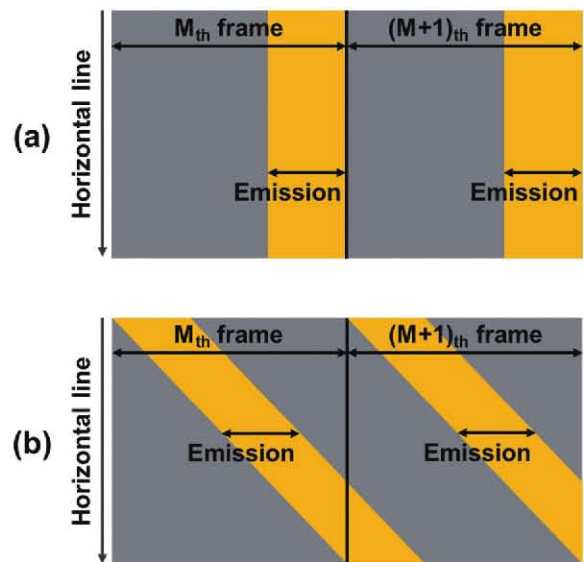 Mth frame (M+1)th frame
(a)
Horizontal line
Emission Emission
Mth frame (M+1)th frame
(b)
Horizontal line
Emission Emission